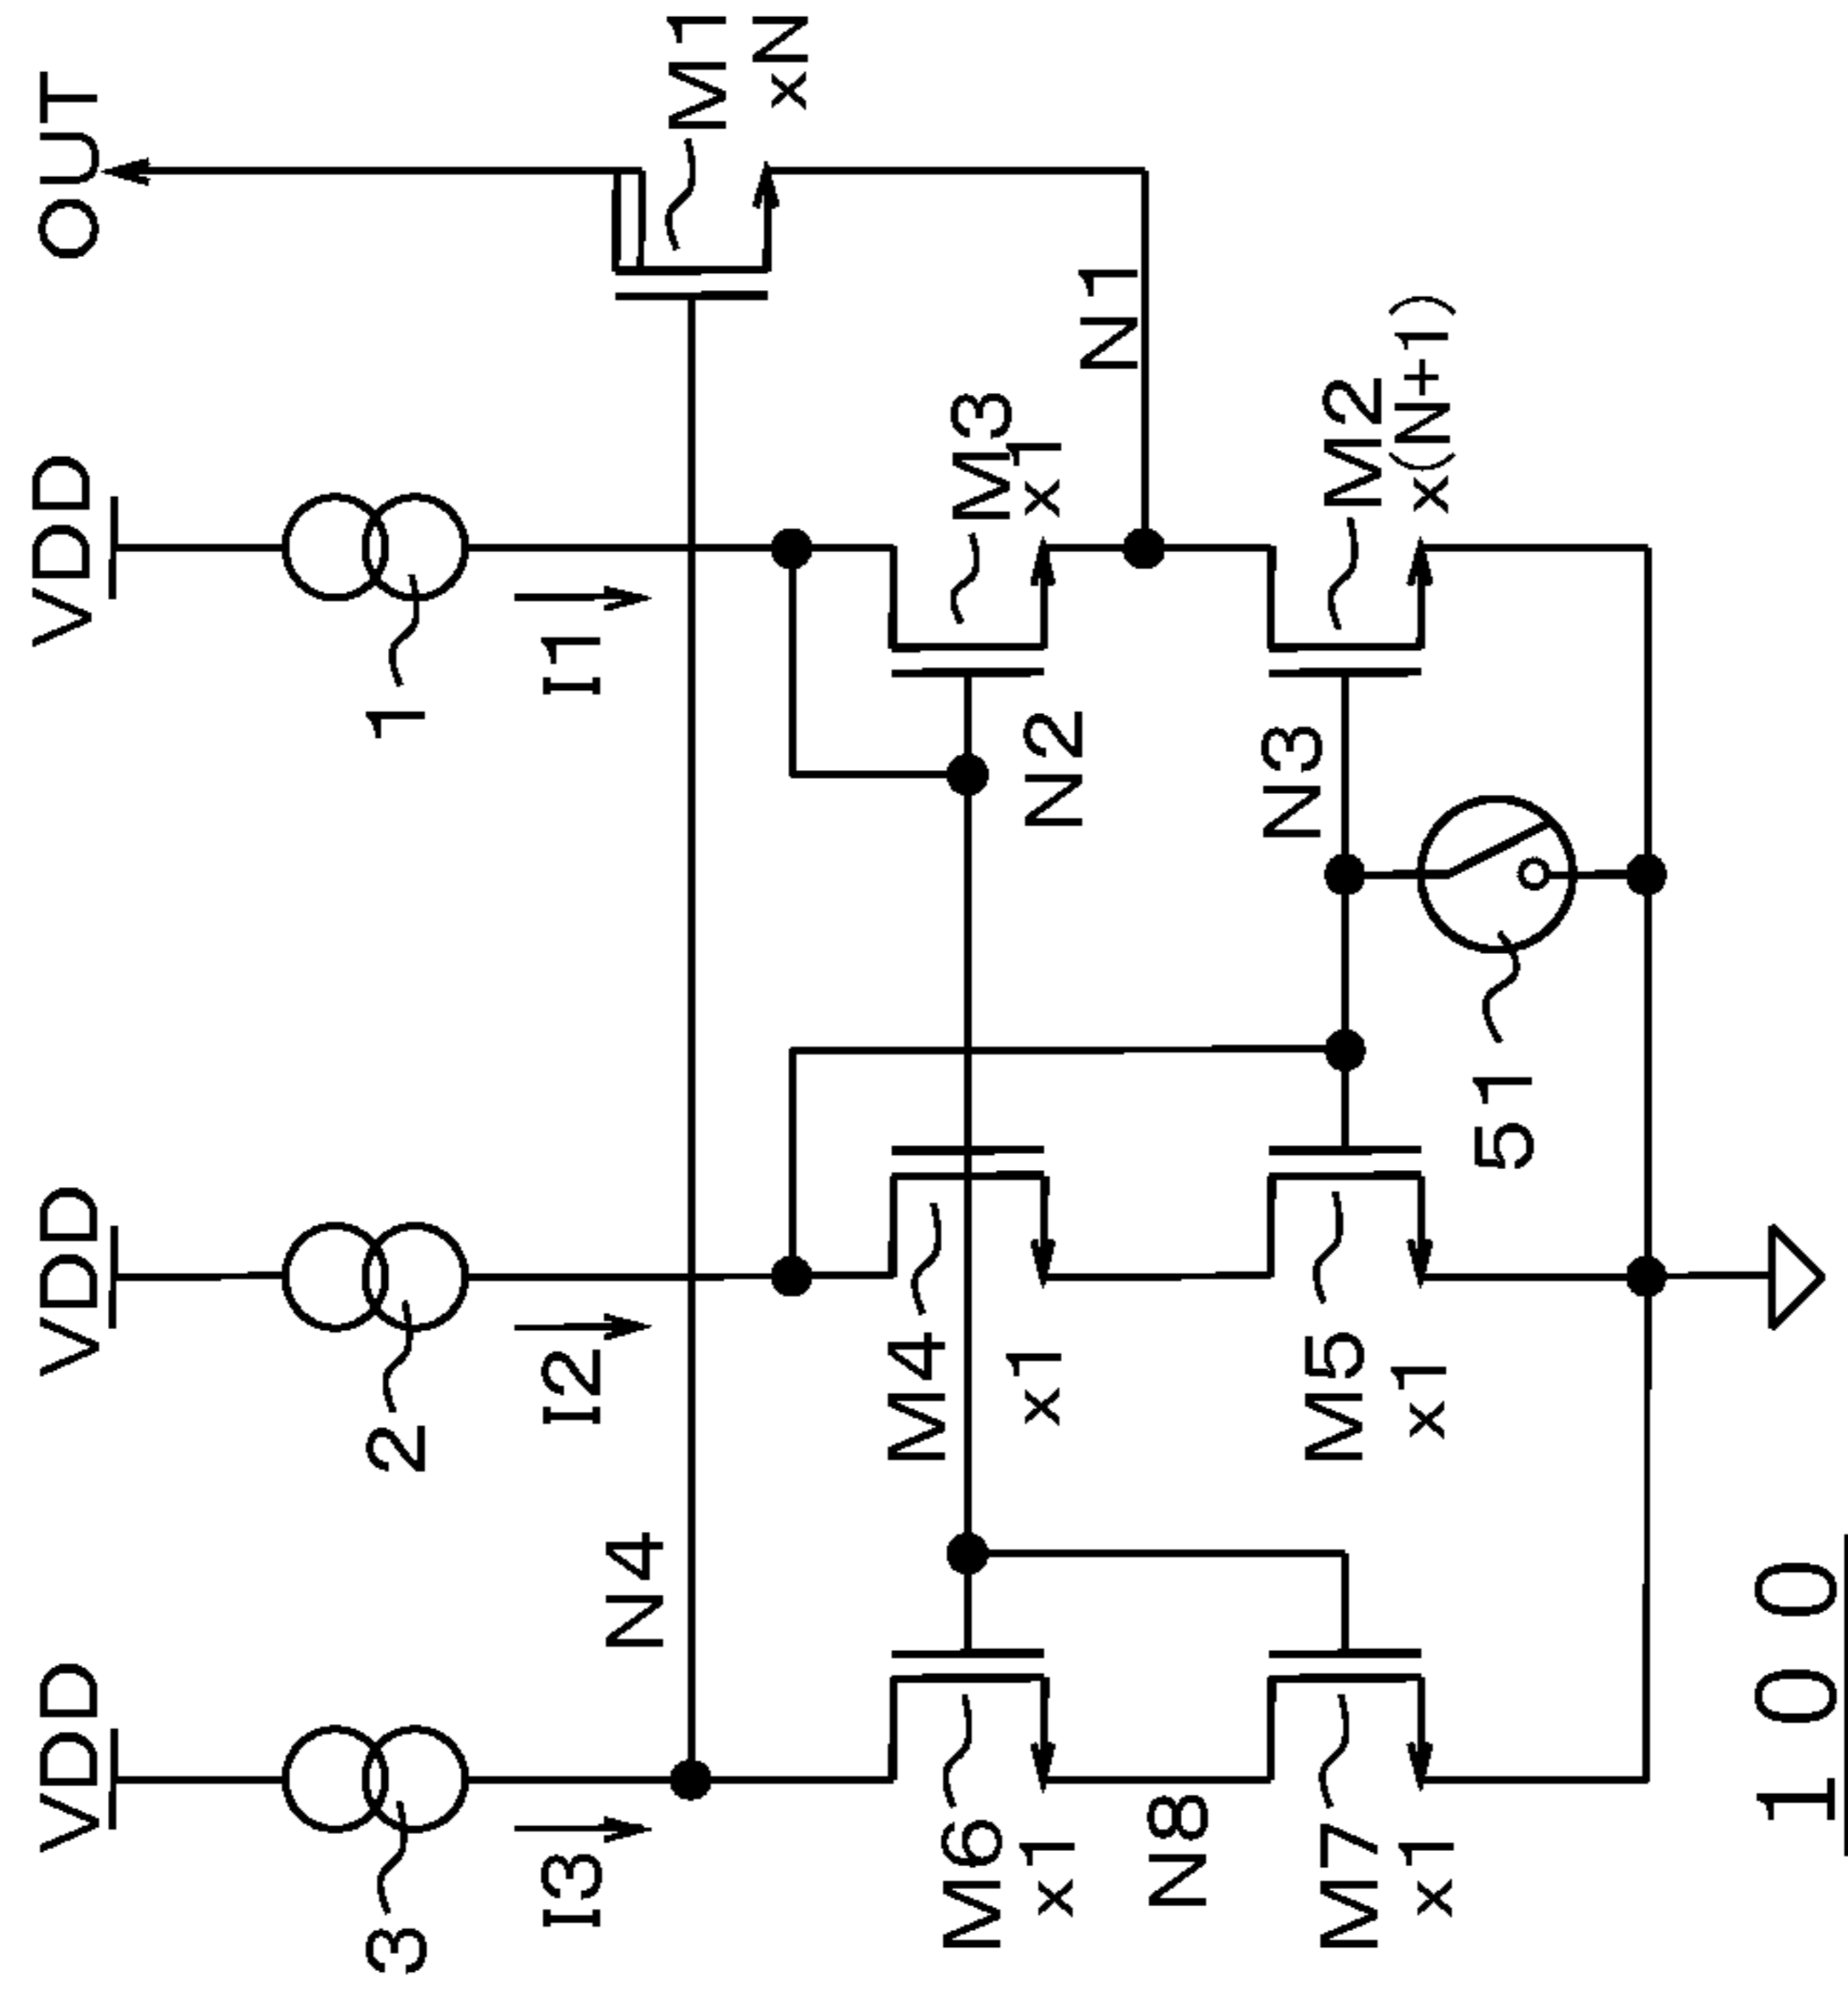 VDD
VDD
VDD
OUT
3
2
1
I3
I2
I1
N4
M1
xN
M6
x1
M4
x1
N2
M3
x1
N1
N8
M7
x1
M5
x1
51
N3
M2
x(N+1)
100